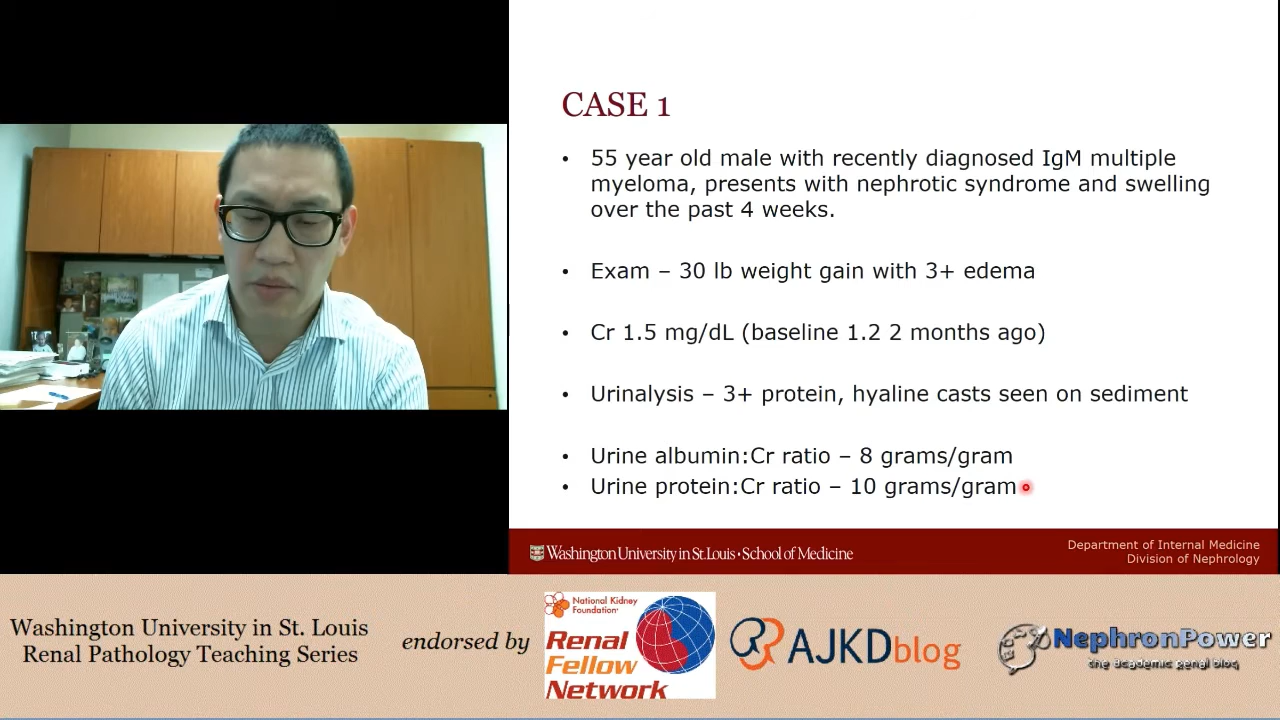 CASE 1
• 55 year old male with recently diagnosed IgM multiple
myeloma, presents with nephrotic syndrome and swelling
over the past 4 weeks.
• Exam – 30 lb weight gain with 3+ edema
• Cr 1.5 mg/dL (baseline 1.2 2 months ago)
• Urinalysis – 3+ protein, hyaline casts seen on sediment
• Urine albumin:Cr ratio – 8 grams/gram
• Urine protein:Cr ratio – 10 grams/gram
Washington University in St. Louis • School of Medicine
Department of Internal Medicine
Division of Nephrology
Washington University in St. Louis
Renal Pathology Teaching Series
endorsed by
National Kidney
Foundation
Renal
Fellow
Network
AJKDblog
NephronPower
the academic renal blog